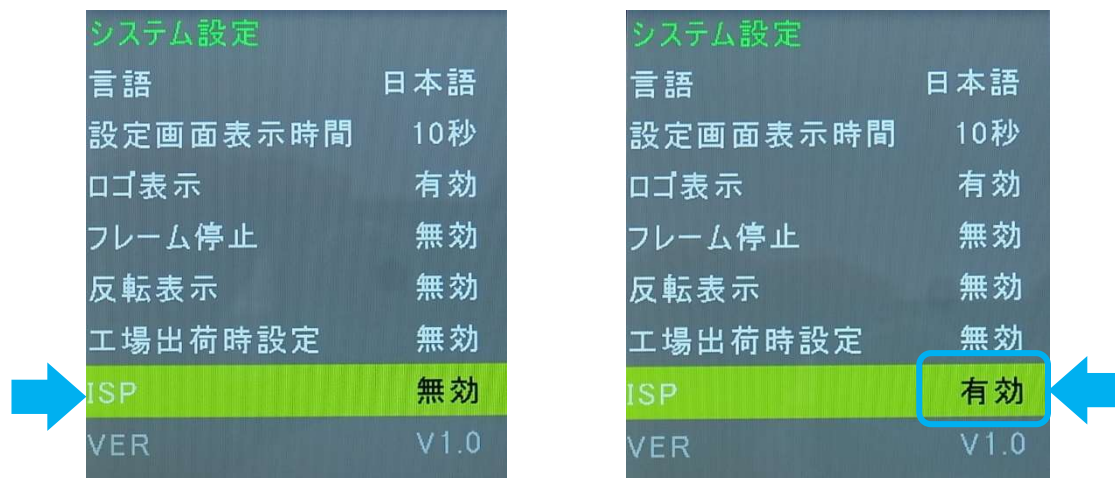 システム設定
言語 日本語
設定画面表示時間 10秒
ロゴ表示 有効
フレーム停止 無効
反転表示 無効
工場出荷時設定 無効
ISP 無効
VER V1.0
システム設定
言語 日本語
設定画面表示時間 10秒
ロゴ表示 有効
フレーム停止 無効
反転表示 無効
工場出荷時設定 無効
ISP 有効
VER V1.0